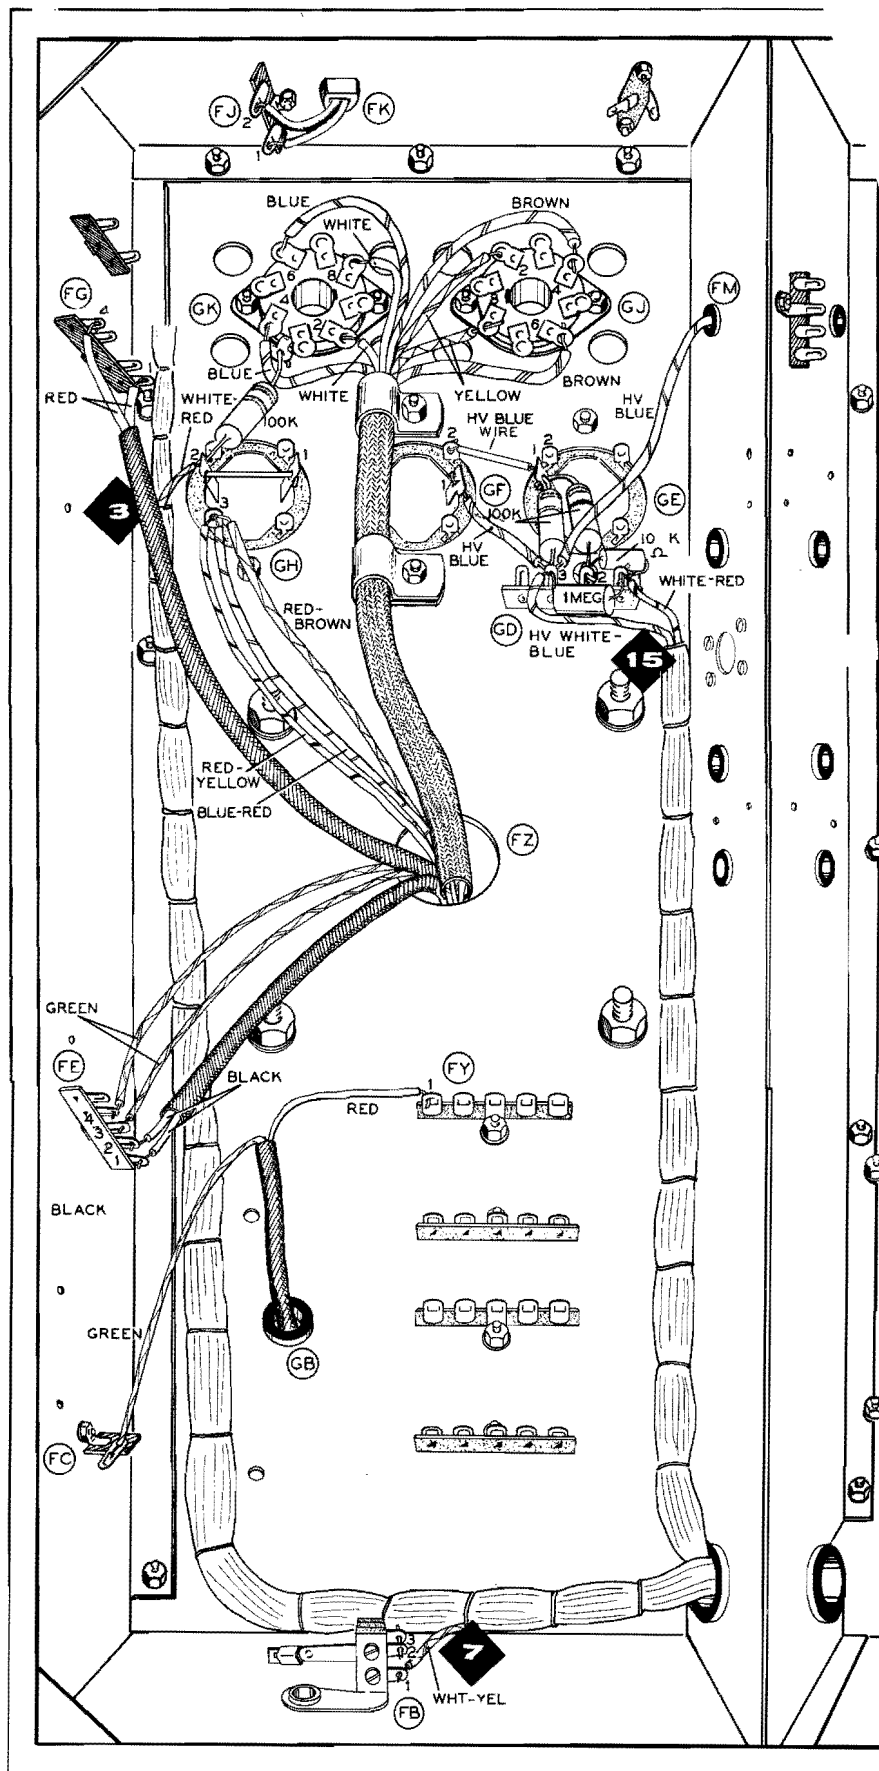 FJ
2
1
FK
BLUE
WHITE
BROWN
FG
4
1
GK
6
8
4
2
GJ
2
4
8
6
FM
BLUE
WHITE
YELLOW
BROWN
RED
WHITE-
RED
100K
HV BLUE
WIRE
HV
BLUE
2
1
3
2
1
2
1
3
GH
GF
GE
100K
10 K
Ω
3
2
1
HV
BLUE
1MEG
WHITE-RED
GD
HV WHITE-
BLUE
15
RED-
BROWN
RED-
YELLOW
BLUE-RED
FZ
GREEN
FE
4
3
2
1
BLACK
RED
1
FY
BLACK
GREEN
GB
FC
3
2
1
7
WHT-YEL
FB